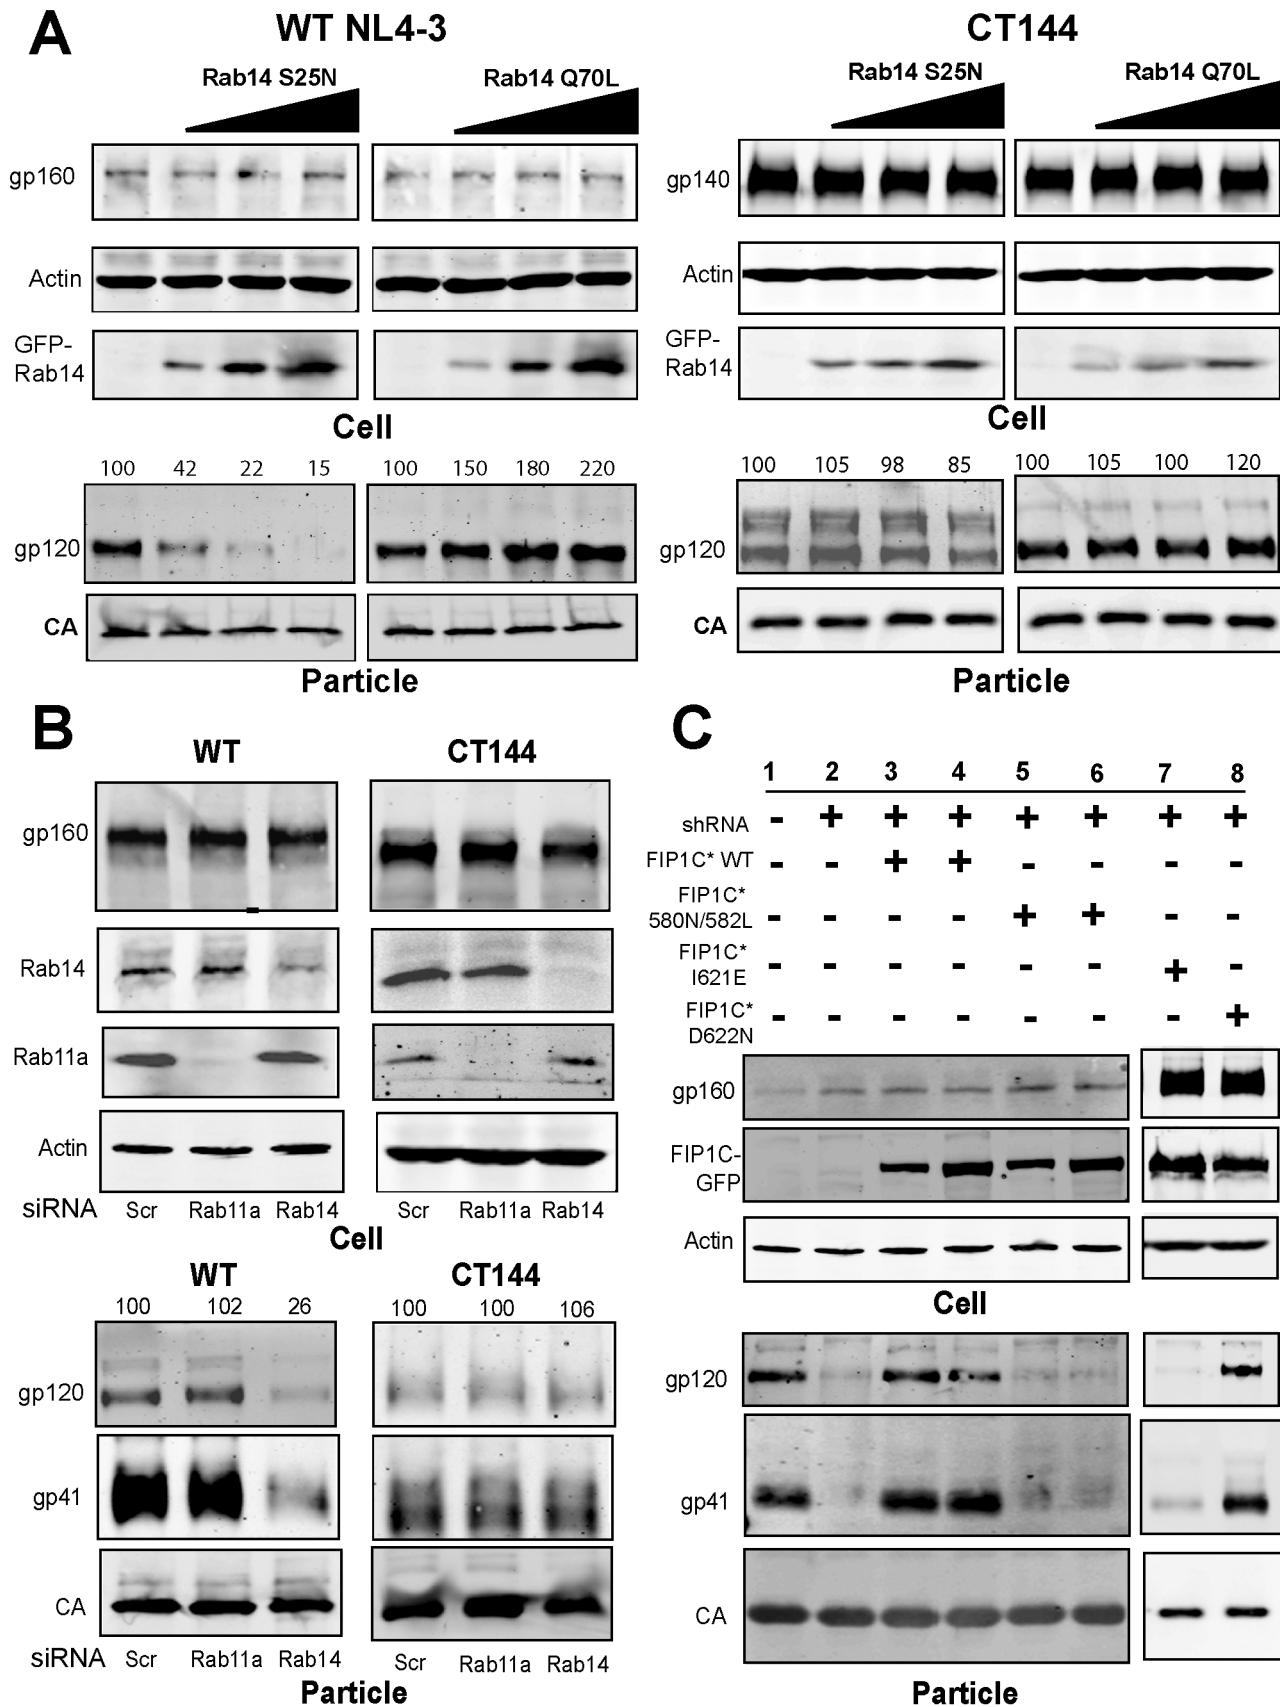 A
WT NL4-3
CT144
Rab14 S25N
Rab14 Q70L
Rab14 S25N
Rab14 Q70L
gp160
gp140
Actin
Actin
GFP-
Rab14
GFP-
Rab14
Cell
Cell
100 42 22 15
100 150 180 220
100 105 98 85
100 105 100 120
gp120
gp120
CA
CA
Particle
Particle
B
WT
CT144
gp160
Rab14
Rab11a
Actin
siRNA Scr Rab11a Rab14
Scr Rab11a Rab14
Cell
WT
CT144
100 102 26
100 100 106
gp120
gp41
CA
siRNA Scr Rab11a Rab14
Scr Rab11a Rab14
Particle
C
1 2 3 4 5 6 7 8
shRNA - + + + + + + +
FIP1C* WT - - + + - - - -
FIP1C*
580N/582L - - - - + + - -
FIP1C*
I621E - - - - - - + -
FIP1C*
D622N - - - - - - - +
gp160
FIP1C-
GFP
Actin
Cell
gp120
gp41
CA
Particle